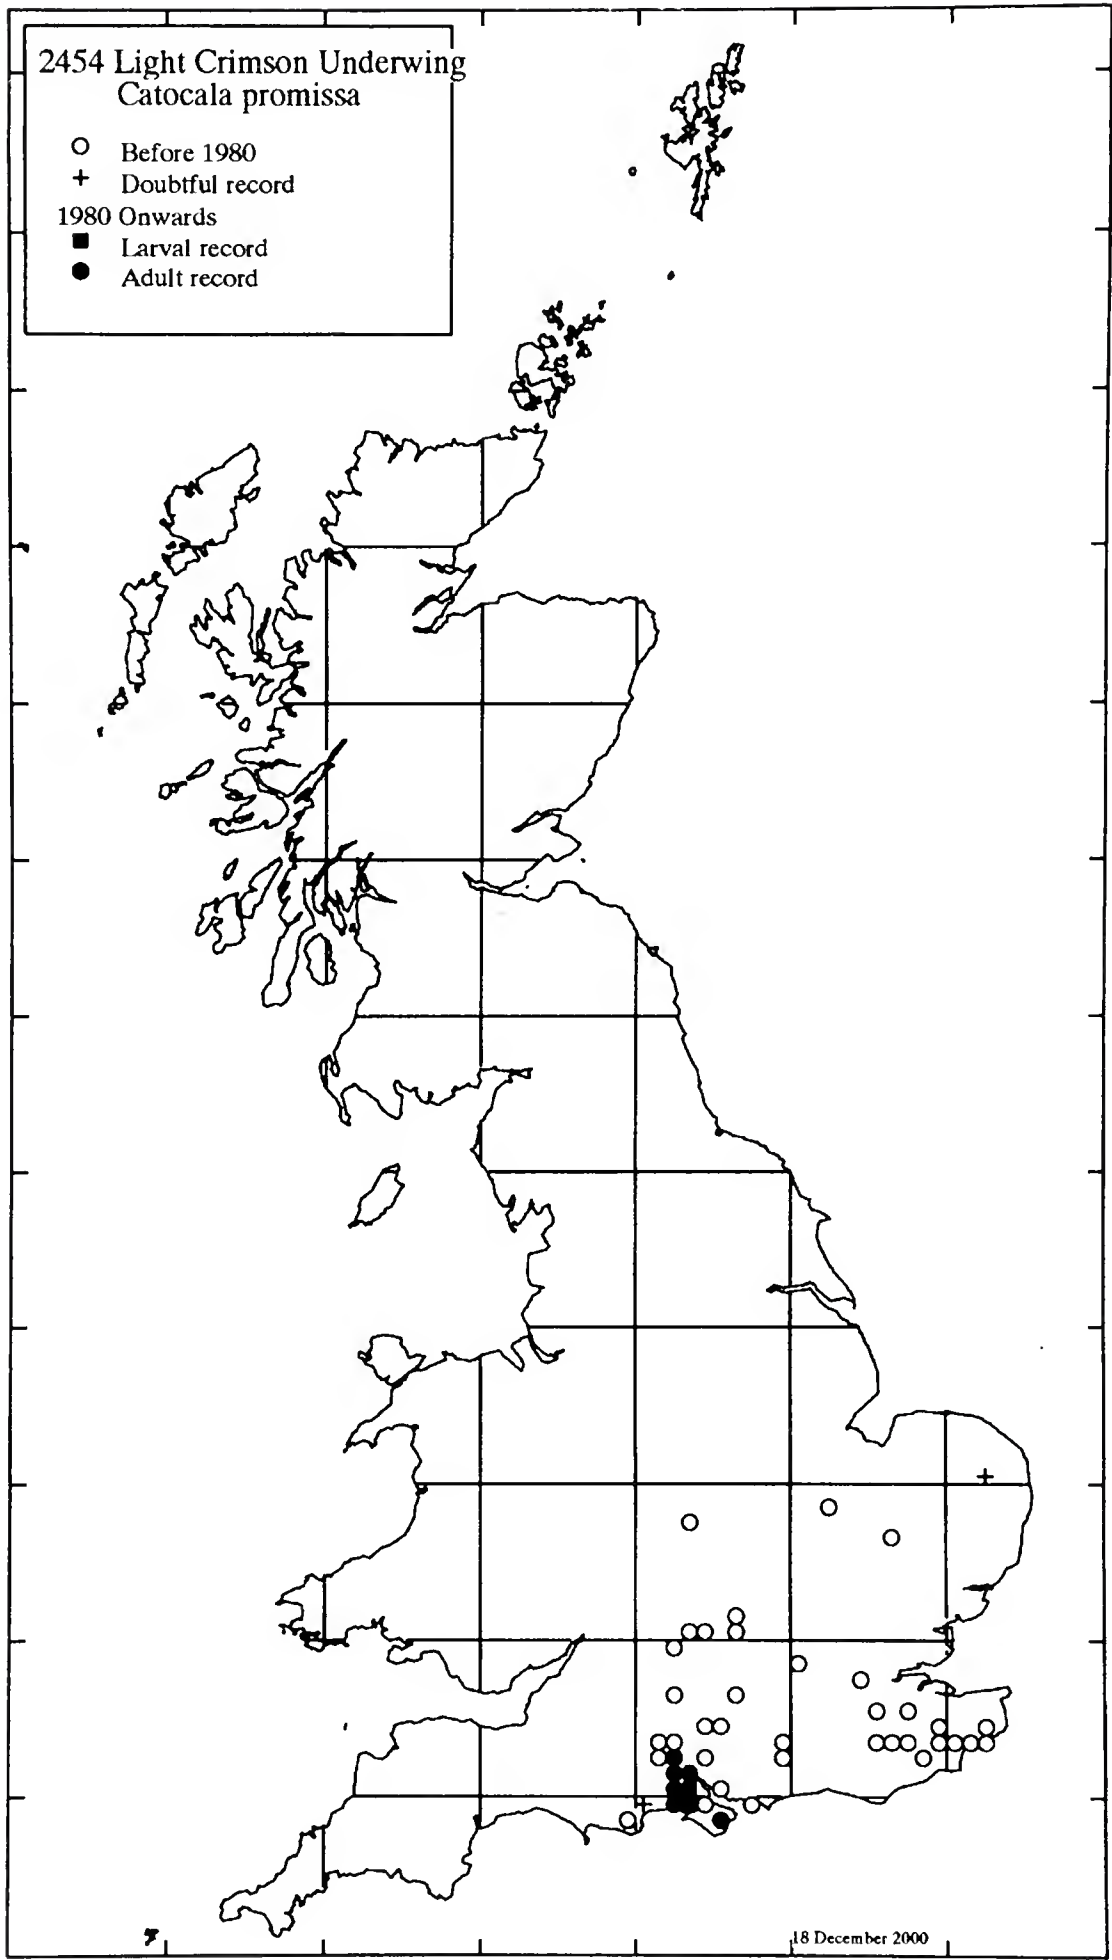 2454 Light Crimson Underwing
Catocala promissa
Before 1980
Doubtful record
1980 Onwards
Larval record
Adult record
18 December 2000